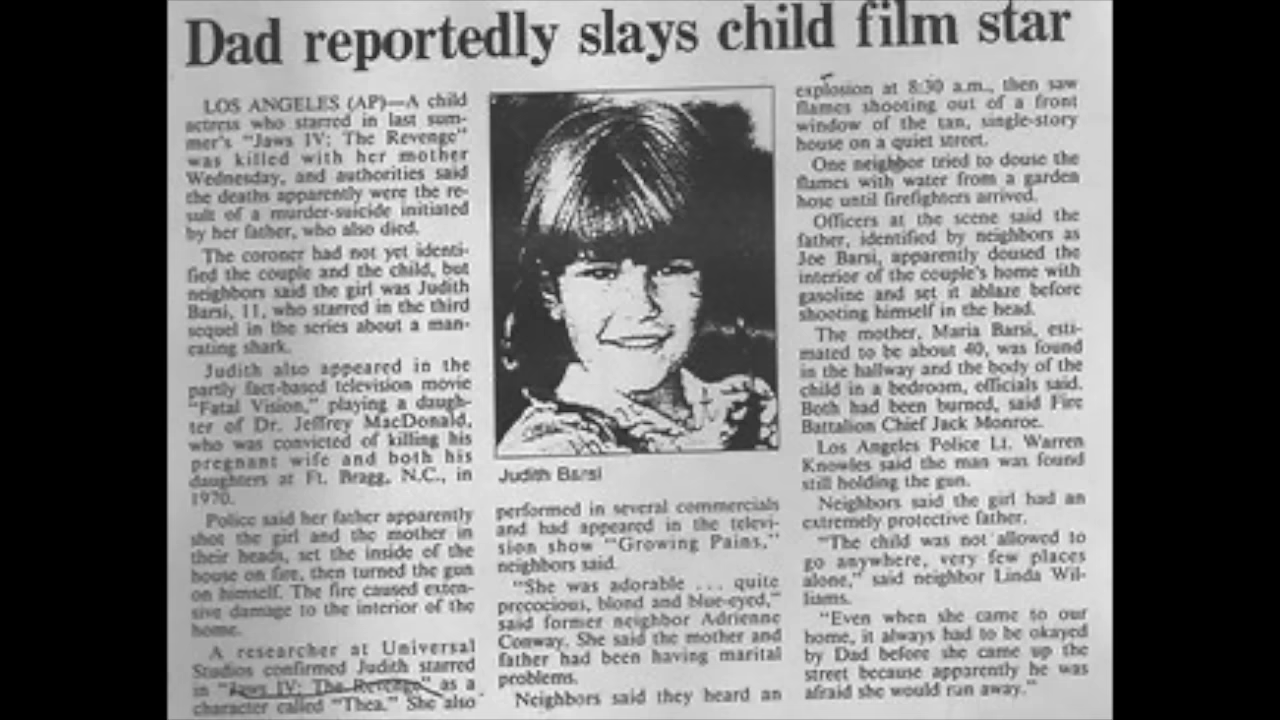 Dad reportedly slays child film star
LOS ANGELES (AP)—A child
actress who starred in last sum-
mer's "Jaws IV: The Revenge"
was killed with her mother
Wednesday, and authorities said
the deaths apparently were the re-
sult of a murder-suicide initiated
by her father, who also died.
The coroner had not yet identi-
fied the couple and the child, but
neighbors said the girl was Judith
Barsi, 11, who starred in the third
sequel in the series about a man-
eating shark.
Judith also appeared in the
partly fact-based television movie
"Fatal Vision," playing a daugh-
ter of Dr. Jeffrey MacDonald,
who was convicted of killing his
pregnant wife and both his
daughters at Ft. Bragg, N.C., in
1970.
Police said her father apparently
shot the girl and the mother in
their heads, set the inside of the
house on fire, then turned the gun
on himself. The fire caused exten-
sive damage to the interior of the
home.
A researcher at Universal
Studios confirmed Judith starred
in "Jaws IV: The Revenge" as a
character called "Thea." She also
Judith Barsi
performed in several commercials
and had appeared in the televi-
sion show "Growing Pains,"
neighbors said.
"She was adorable . . . quite
precocious, blond and blue-eyed,"
said former neighbor Adrienne
Conway. She said the mother and
father had been having marital
problems.
Neighbors said they heard an
explosion at 8:30 a.m., then saw
flames shooting out of a front
window of the tan, single-story
house on a quiet street.
One neighbor tried to douse the
flames with water from a garden
hose until firefighters arrived.
Officers at the scene said the
father, identified by neighbors as
Joe Barsi, apparently doused the
interior of the couple's home with
gasoline and set it ablaze before
shooting himself in the head.
The mother, Maria Barsi, esti-
mated to be about 40, was found
in the hallway and the body of the
child in a bedroom, officials said.
Both had been burned, said Fire
Battalion Chief Jack Monroe.
Los Angeles Police Lt. Warren
Knowles said the man was found
still holding the gun.
Neighbors said the girl had an
extremely protective father.
"The child was not allowed to
go anywhere, very few places
alone," said neighbor Linda Wil-
liams.
"Even when she came to our
home, it always had to be okayed
by Dad before she came up the
street because apparently he was
afraid she would run away."